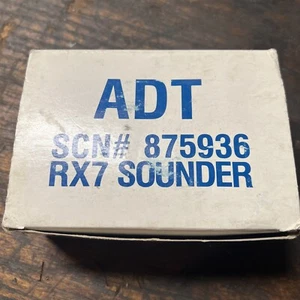 ADT
SCN# 875936
RX7 SOUNDER